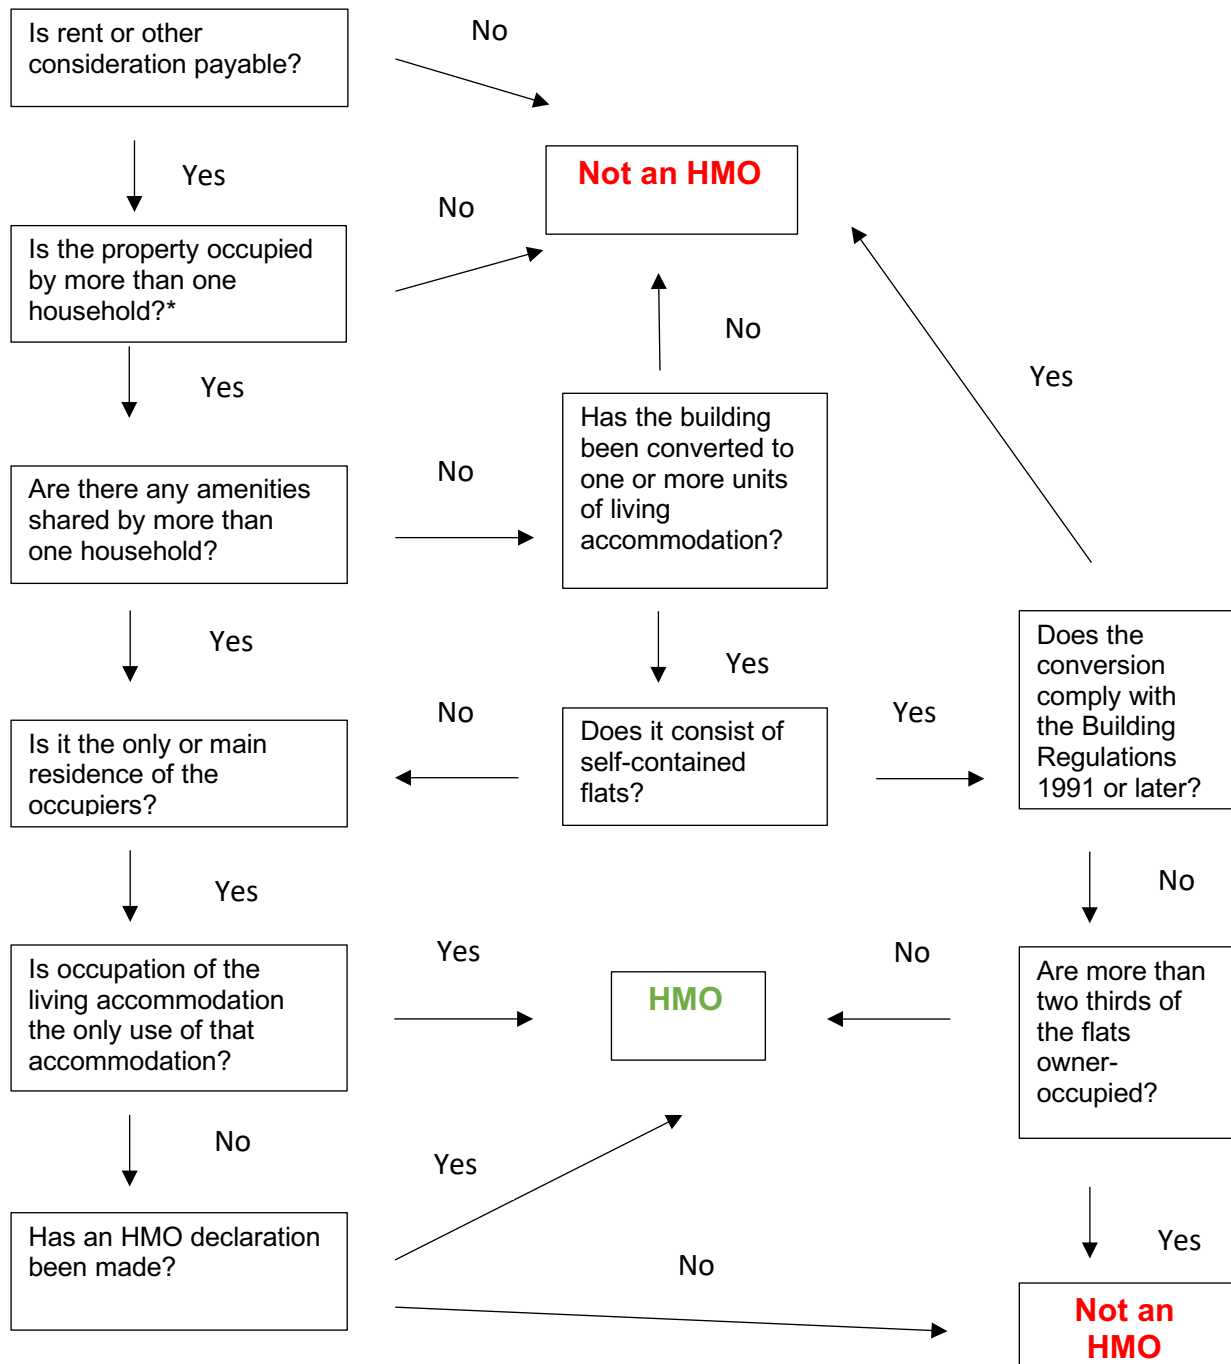 Is rent or other
consideration payable?
No
Not an HMO
Yes
No
Is the property occupied
by more than one
household?*
No
Yes
Yes
Has the building
been converted to
one or more units
of living
accommodation?
Are there any amenities
shared by more than
one household?
No
Yes
Yes
Does the
conversion
comply with
the Building
Regulations
1991 or later?
Is it the only or main
residence of the
occupiers?
No
Does it consist of
self-contained
flats?
Yes
Yes
No
Is occupation of the
living accommodation
the only use of that
accommodation?
Yes
HMO
No
Are more than
two thirds of
the flats
owner-
occupied?
No
Yes
Has an HMO declaration
been made?
No
Yes
Not an
HMO